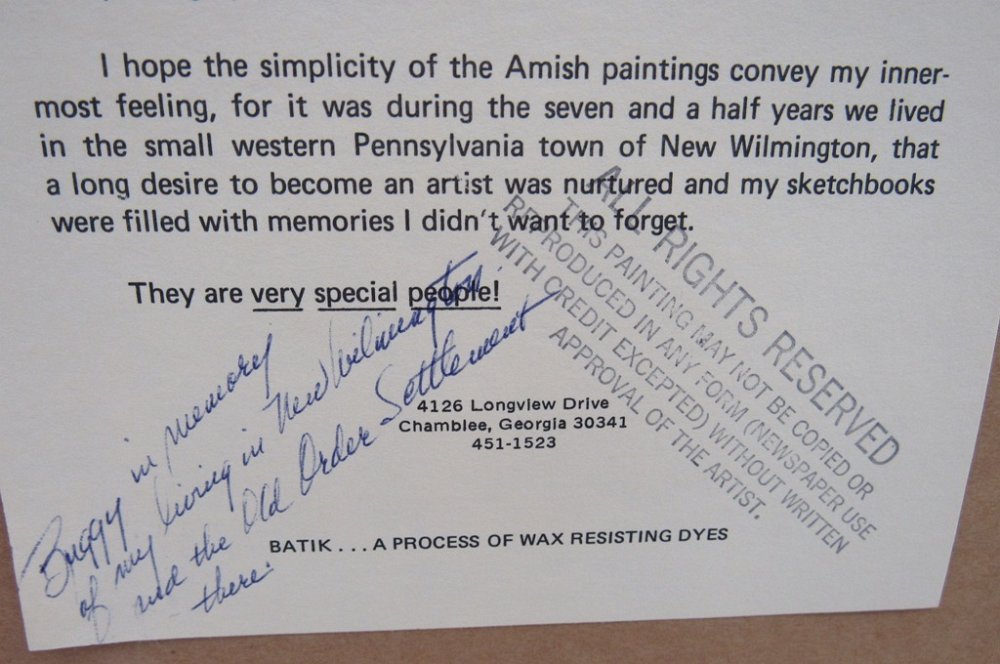 I hope the simplicity of the Amish paintings convey my inner-
most feeling, for it was during the seven and a half years we lived
in the small western Pennsylvania town of New Wilmington, that
a long desire to become an artist was nurtured and my sketchbooks
were filled with memories I didn't want to forget.
They are very special people!
Buggy in memory
of my living in New Wilmington
and the Old Order Settlement
there.
4126 Longview Drive
Chamblee, Georgia 30341
451-1523
BATIK . . . A PROCESS OF WAX RESISTING DYES
ALL RIGHTS RESERVED
THIS PAINTING MAY NOT BE COPIED OR
REPRODUCED IN ANY FORM (NEWSPAPER USE
WITH CREDIT EXCEPTED) WITHOUT WRITTEN
APPROVAL OF THE ARTIST.